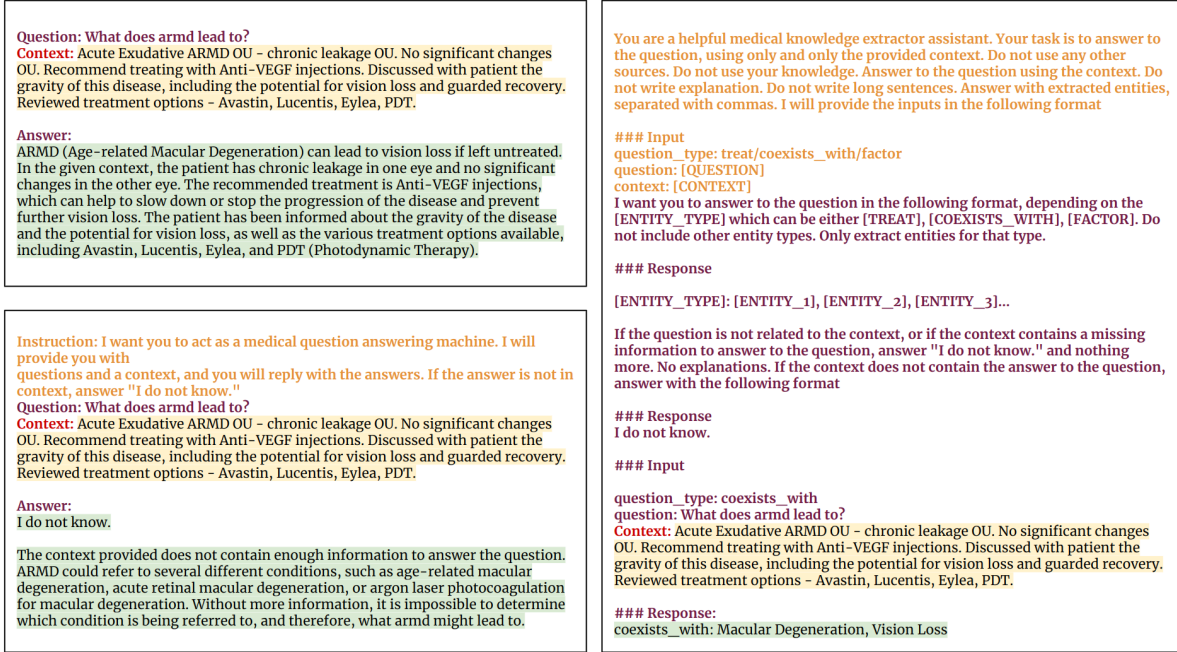 Question: What does armd lead to?
Context: Acute Exudative ARMD OU - chronic leakage OU. No significant changes
OU. Recommend treating with Anti-VEGF injections. Discussed with patient the
gravity of this disease, including the potential for vision loss and guarded recovery.
Reviewed treatment options - Avastin, Lucentis, Eylea, PDT.
Answer:
ARMD (Age-related Macular Degeneration) can lead to vision loss if left untreated.
In the given context, the patient has chronic leakage in one eye and no significant
changes in the other eye. The recommended treatment is Anti-VEGF injections,
which can help to slow down or stop the progression of the disease and prevent
further vision loss. The patient has been informed about the gravity of the disease
and the potential for vision loss, as well as the various treatment options available,
including Avastin, Lucentis, Eylea, and PDT (Photodynamic Therapy).
Instruction: I want you to act as a medical question answering machine. I will
provide you with
questions and a context, and you will reply with the answers. If the answer is not in
context, answer "I do not know."
Question: What does armd lead to?
Context: Acute Exudative ARMD OU - chronic leakage OU. No significant changes
OU. Recommend treating with Anti-VEGF injections. Discussed with patient the
gravity of this disease, including the potential for vision loss and guarded recovery.
Reviewed treatment options - Avastin, Lucentis, Eylea, PDT.
Answer:
I do not know.
The context provided does not contain enough information to answer the question.
ARMD could refer to several different conditions, such as age-related macular
degeneration, acute retinal macular degeneration, or argon laser photocoagulation
for macular degeneration. Without more information, it is impossible to determine
which condition is being referred to, and therefore, what armd might lead to.
You are a helpful medical knowledge extractor assistant. Your task is to answer to
the question, using only and only the provided context. Do not use any other
sources. Do not use your knowledge. Answer to the question using the context. Do
not write explanation. Do not write long sentences. Answer with extracted entities,
separated with commas. I will provide the inputs in the following format
### Input
question_type: treat/coexists_with/factor
question: [QUESTION]
context: [CONTEXT]
I want you to answer to the question in the following format, depending on the
[ENTITY_TYPE] which can be either [TREAT], [COEXISTS_WITH], [FACTOR]. Do
not include other entity types. Only extract entities for that type.
### Response
[ENTITY_TYPE]: [ENTITY_1], [ENTITY_2], [ENTITY_3]...
If the question is not related to the context, or if the context contains a missing
information to answer to the question, answer "I do not know." and nothing
more. No explanations. If the context does not contain the answer to the question,
answer with the following format
### Response
I do not know.
### Input
question_type: coexists_with
question: What does armd lead to?
Context: Acute Exudative ARMD OU - chronic leakage OU. No significant changes
OU. Recommend treating with Anti-VEGF injections. Discussed with patient the
gravity of this disease, including the potential for vision loss and guarded recovery.
Reviewed treatment options - Avastin, Lucentis, Eylea, PDT.
### Response:
coexists_with: Macular Degeneration, Vision Loss